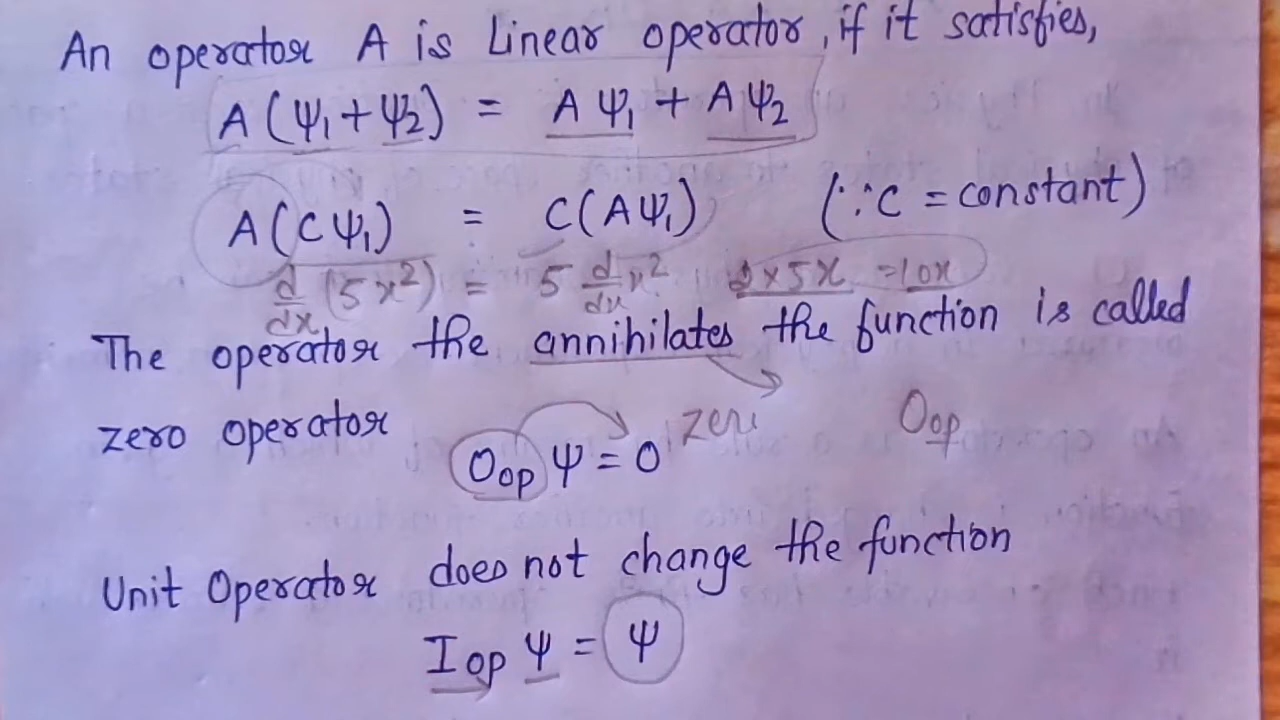 An operator A is Linear operator, if it satisfies,
A(Ψ₁+Ψ₂) = AΨ₁ + AΨ₂
A(CΨ₁) = C(AΨ₁) (∵C = constant)
d/dx (5x²) = 5 d/dx x² 2×5x =10x
The operator the annihilates the function is called
zero operator Oop Ψ = 0 zero Oop
Unit Operator does not change the function
Iop Ψ = Ψ